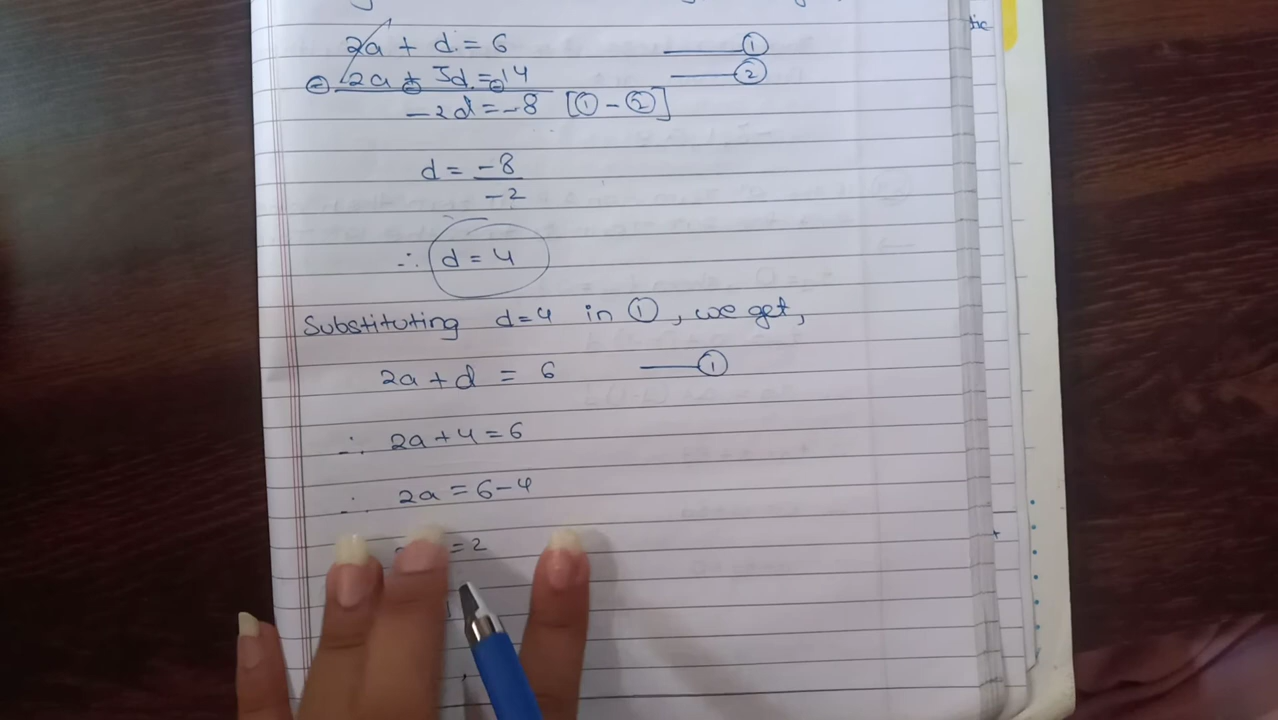 2a + d = 6 ——— ①
⊖ 2a + 3d = 14 ——— ②
-2d = -8 [① - ②]
d = -8
-2
∴ d = 4
Substituting d=4 in ①, we get,
2a + d = 6 ——— ①
∴ 2a + 4 = 6
∴ 2a = 6 - 4
= 2